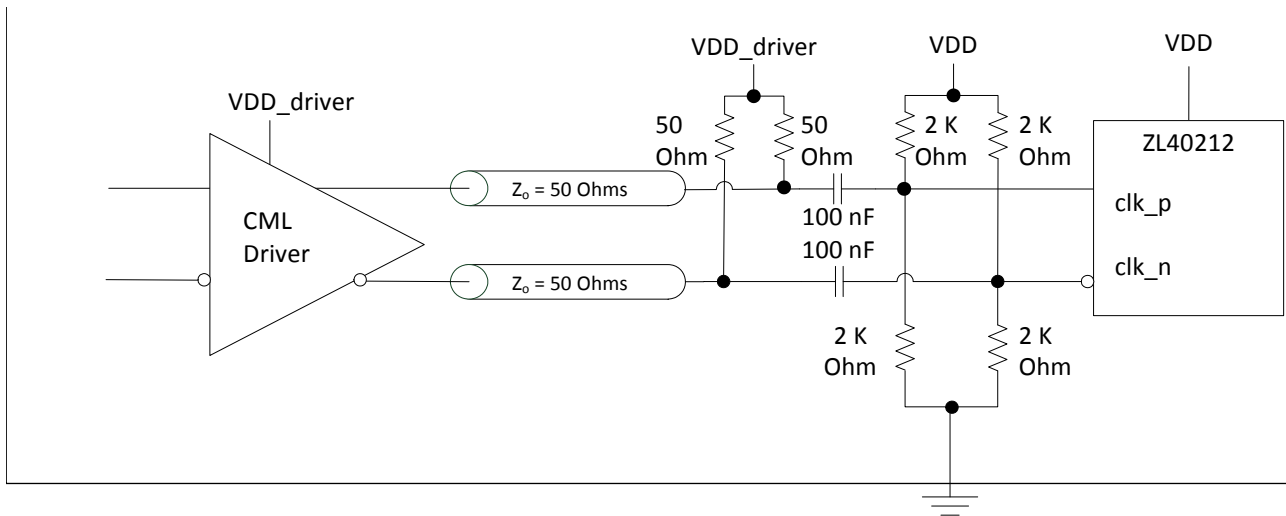 VDD_driver
VDD
VDD
VDD_driver
50
Ohm
50
Ohm
2 K
Ohm
2 K
Ohm
ZL40212
Zo = 50 Ohms
clk_p
CML
Driver
100 nF
100 nF
clk_n
Zo = 50 Ohms
2 K
Ohm
2 K
Ohm